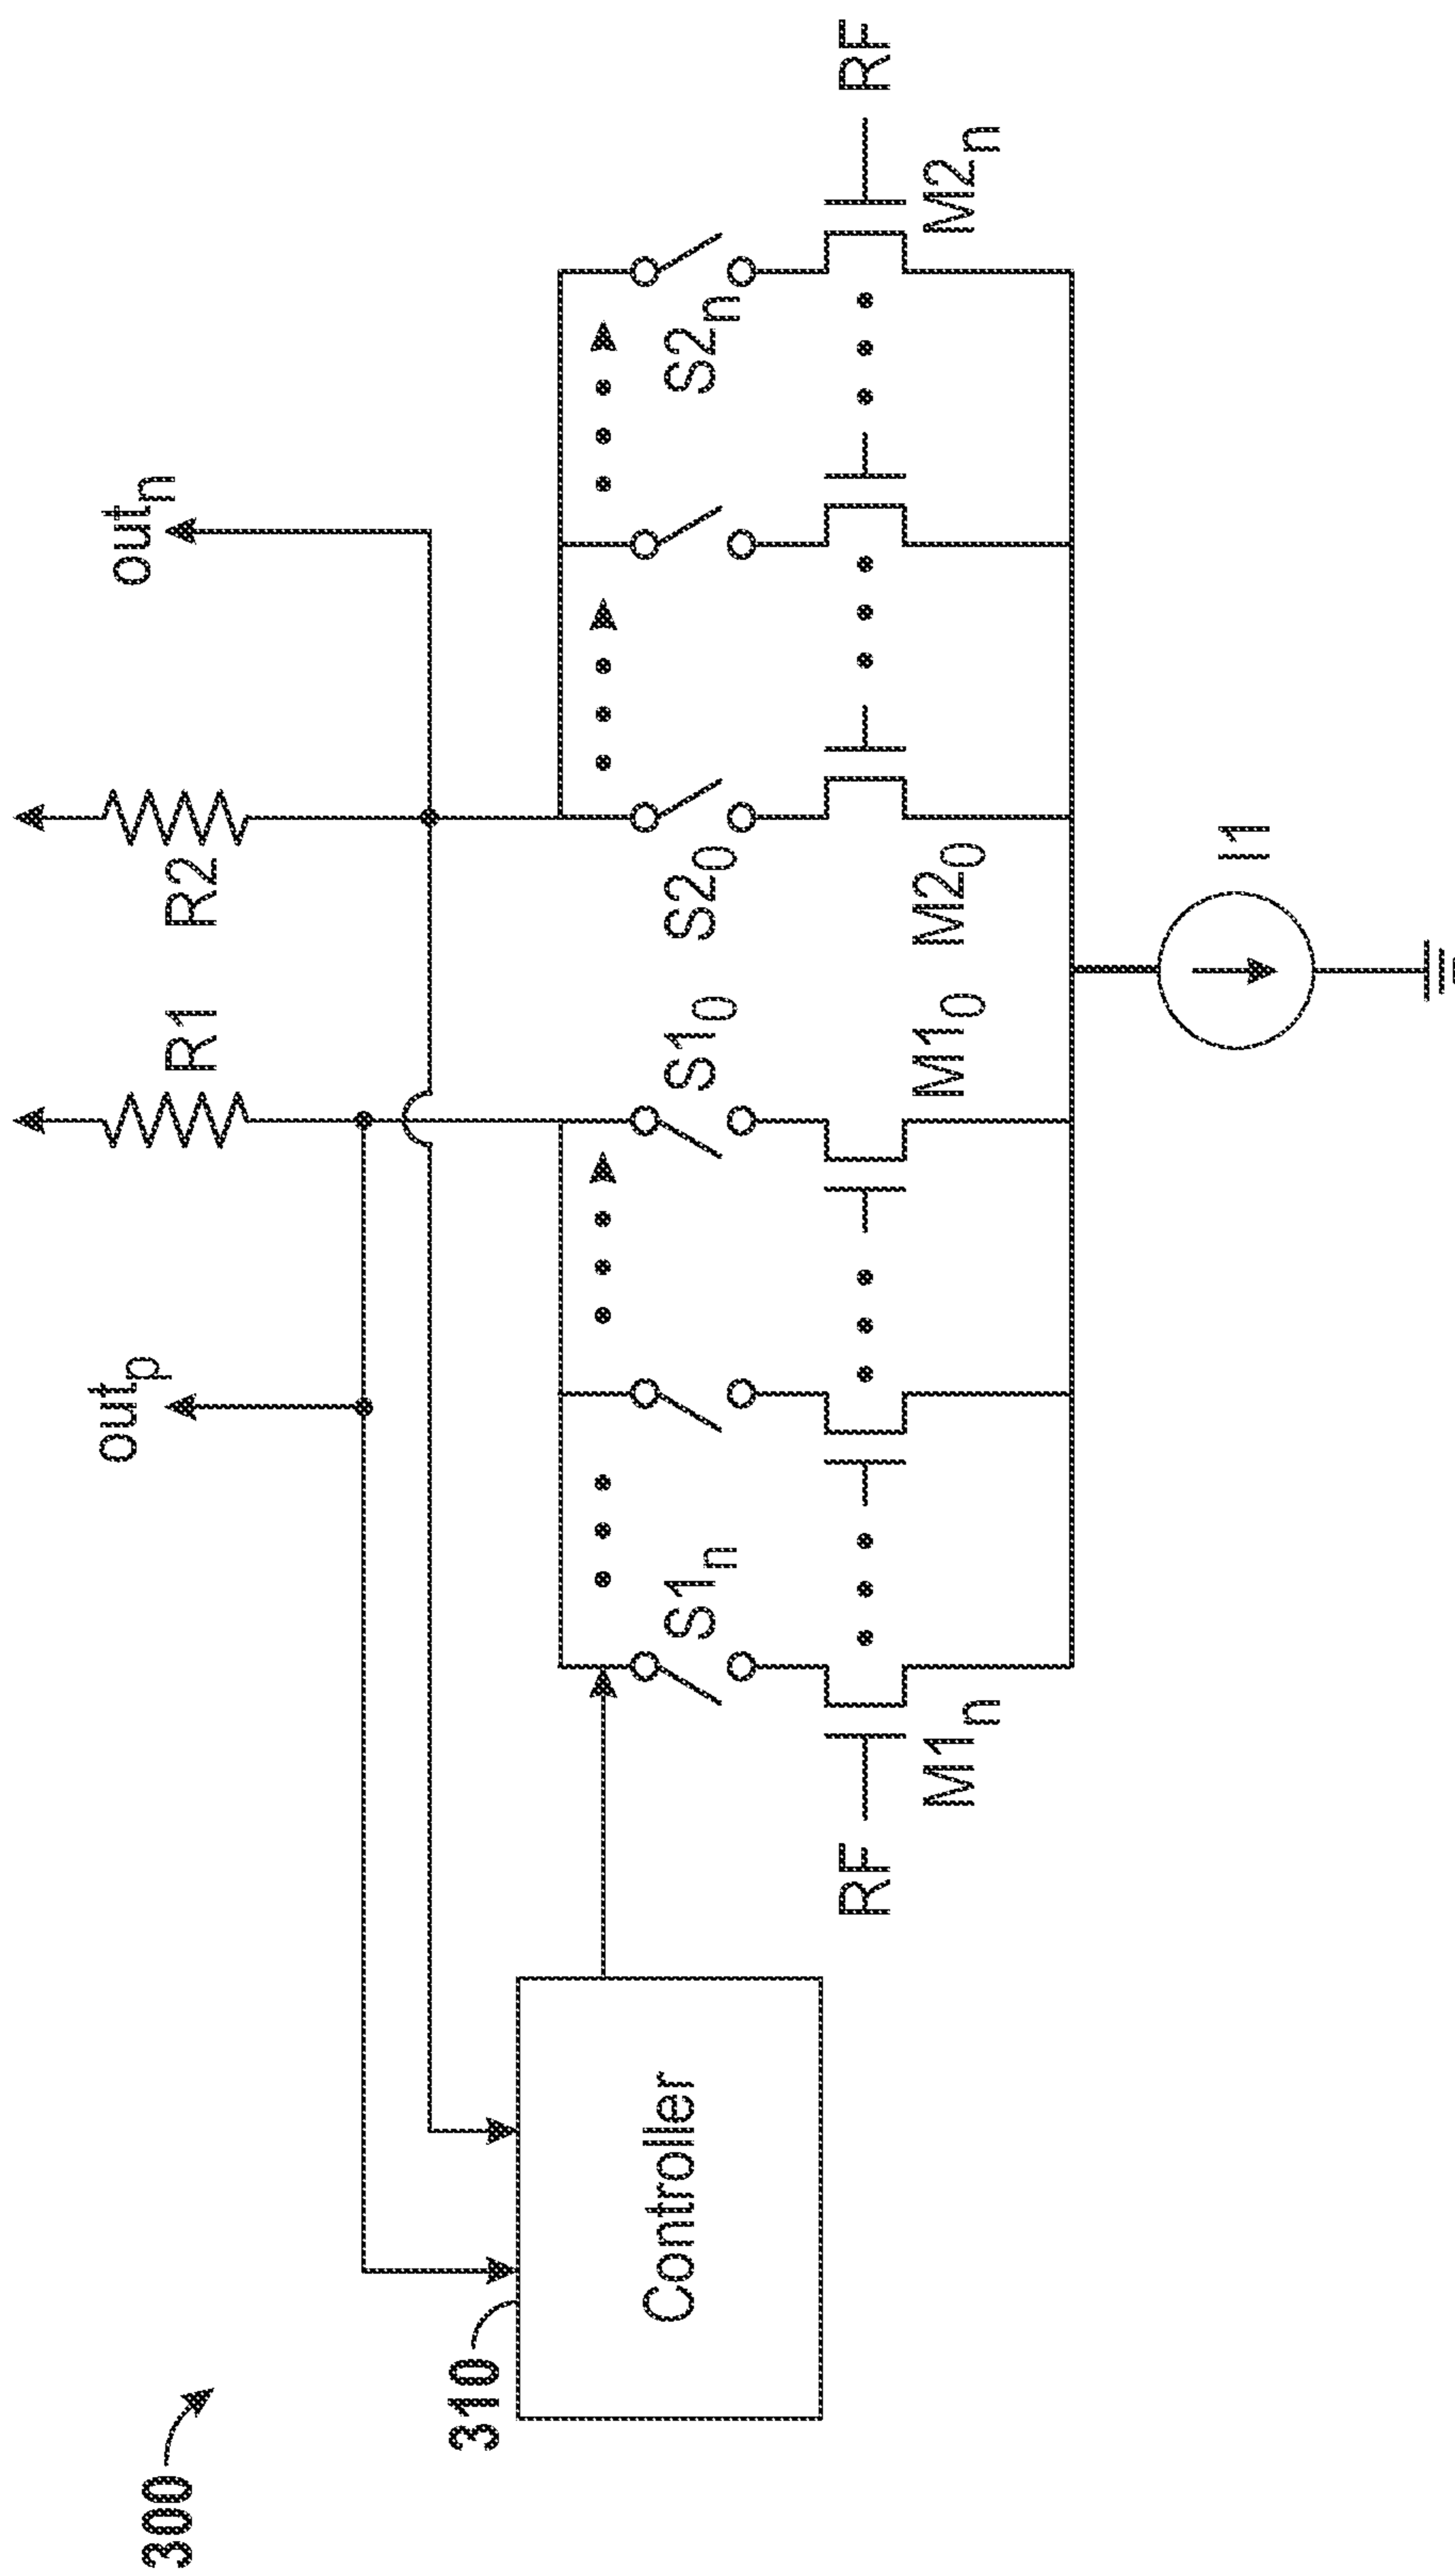 300
310
Controller
out_p
out_n
R1
R2
S1_n
S1_0
S2_0
S2_n
RF
M1_n
M1_0
M2_0
M2_n
RF
I1